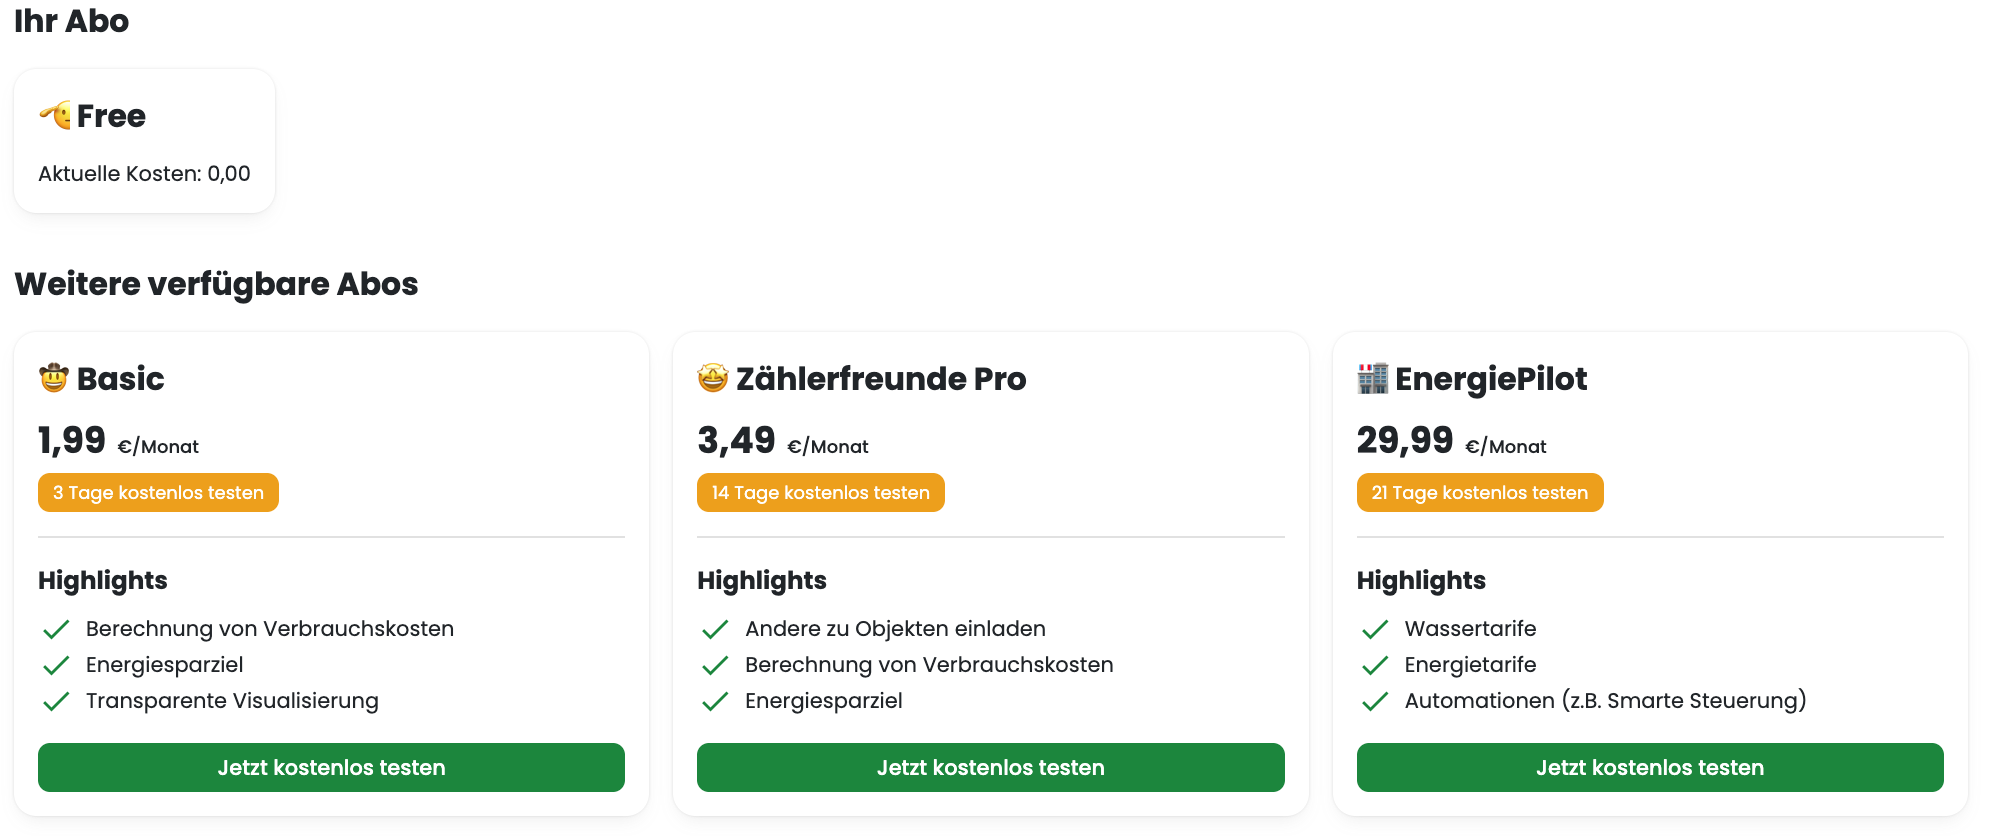 Ihr Abo
Free
Aktuelle Kosten: 0,00
Weitere verfügbare Abos
Basic
1,99 €/Monat
3 Tage kostenlos testen
Highlights
Berechnung von Verbrauchskosten
Energiesparziel
Transparente Visualisierung
Jetzt kostenlos testen
Zählerfreunde Pro
3,49 €/Monat
14 Tage kostenlos testen
Highlights
Andere zu Objekten einladen
Berechnung von Verbrauchskosten
Energiesparziel
Jetzt kostenlos testen
EnergiePilot
29,99 €/Monat
21 Tage kostenlos testen
Highlights
Wassertarife
Energietarife
Automationen (z.B. Smarte Steuerung)
Jetzt kostenlos testen